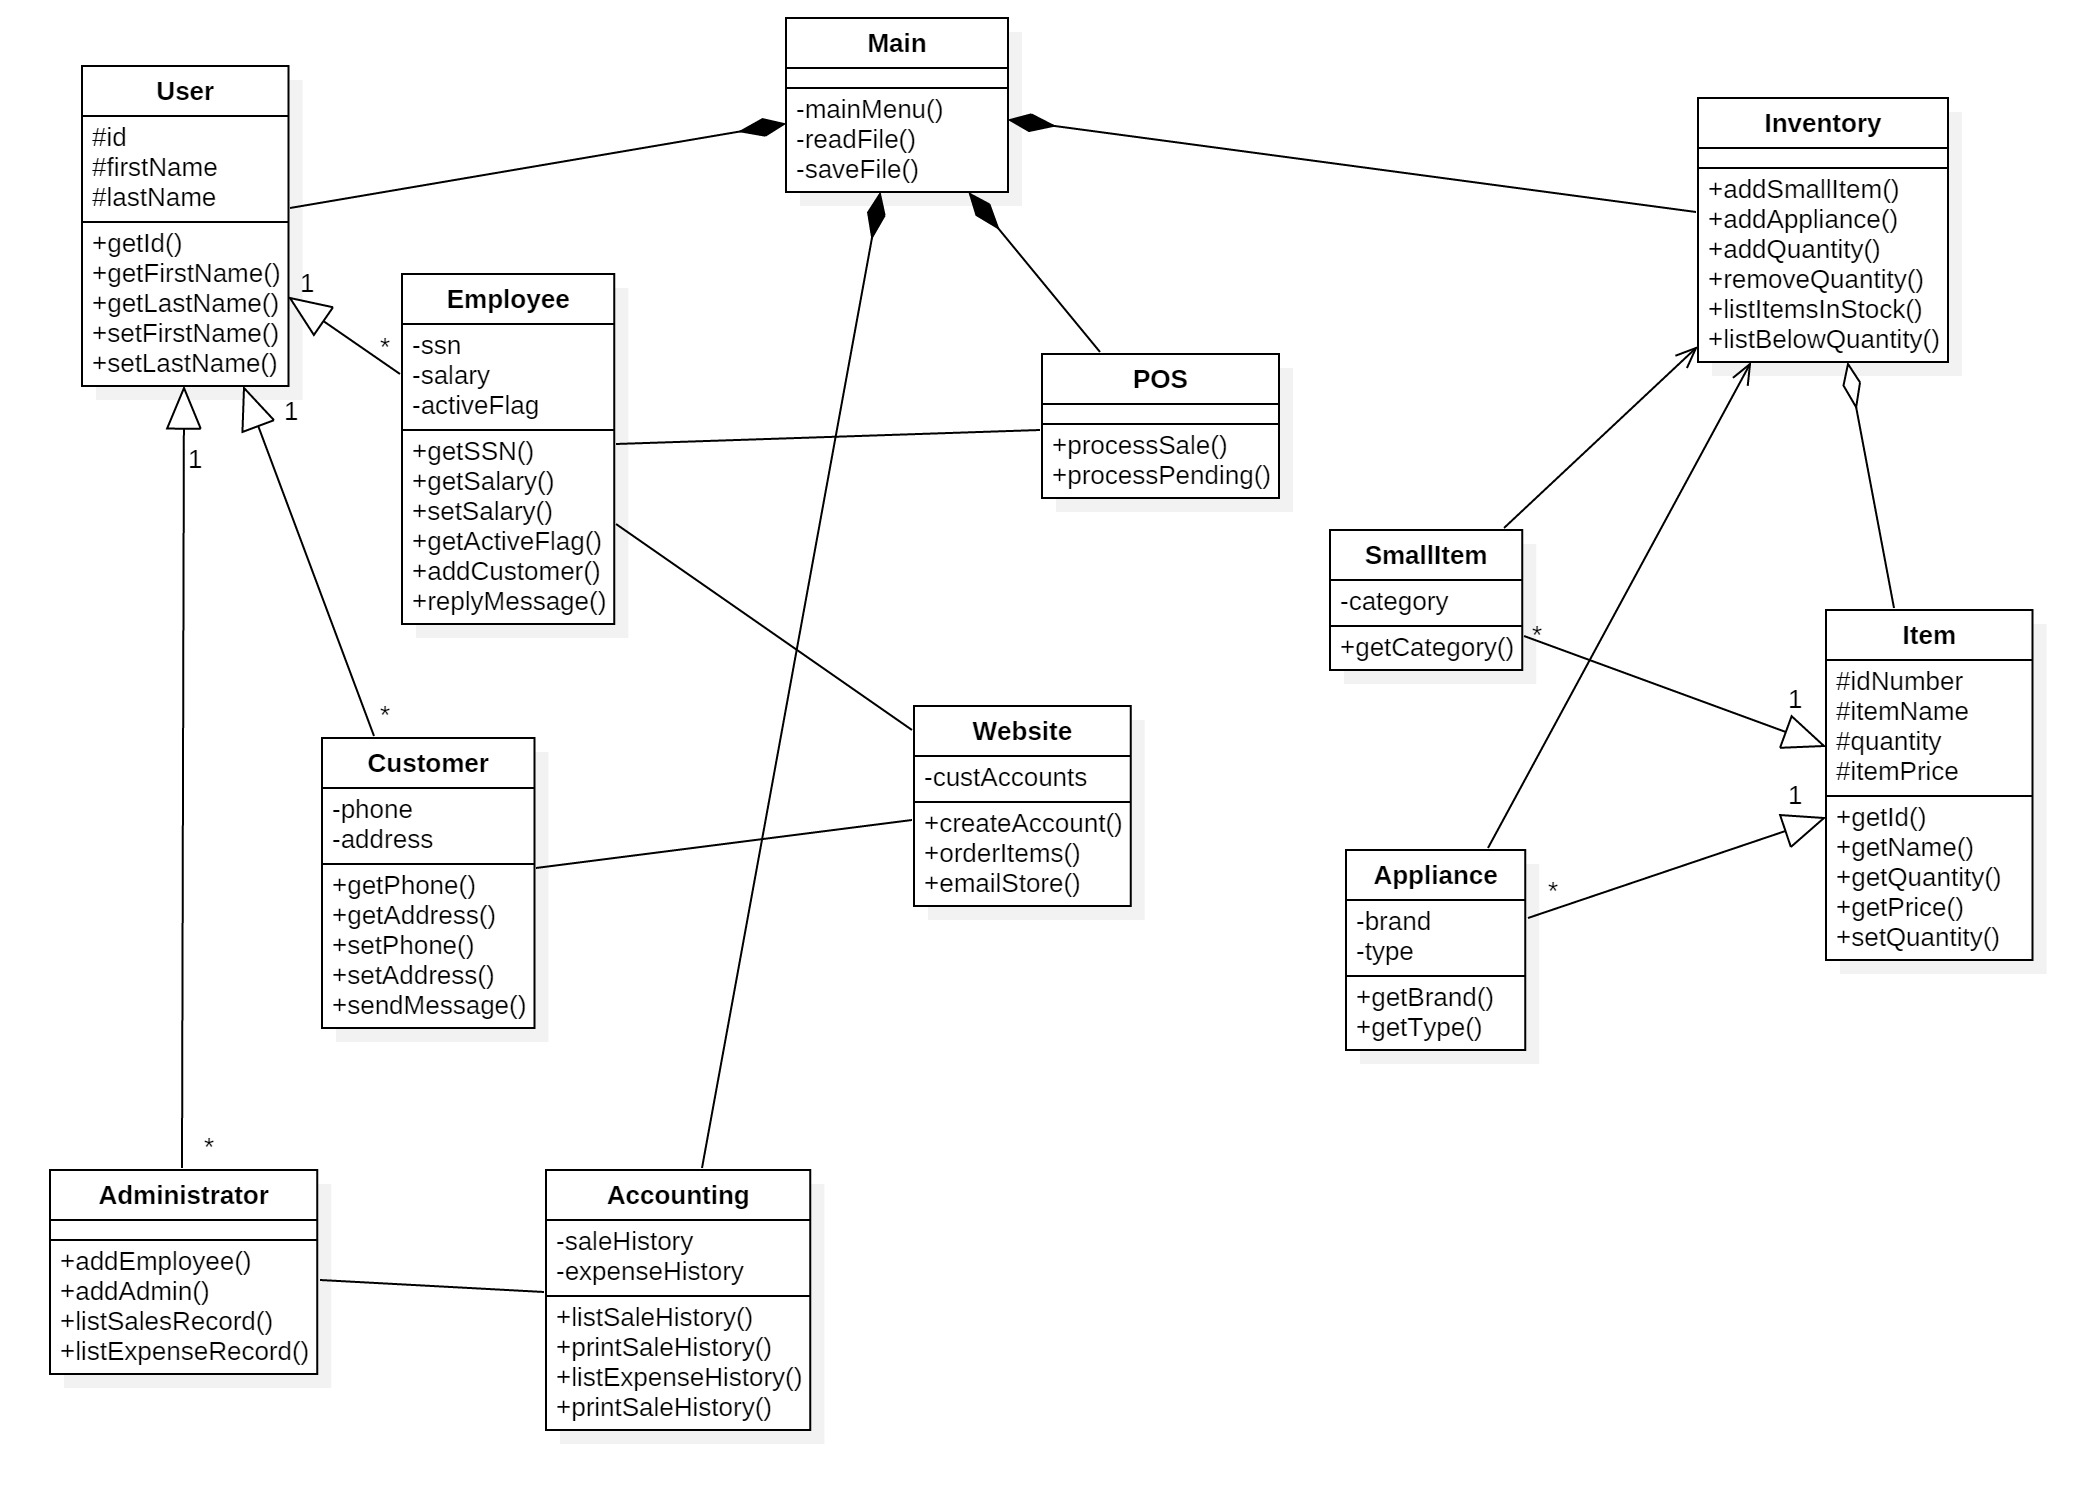 Main
-mainMenu()
-readFile()
-saveFile()
User
#id
#firstName
#lastName
+getId()
+getFirstName()
+getLastName()
+setFirstName()
+setLastName()
1
*
1
1
*
*
Employee
-ssn
-salary
-activeFlag
+getSSN()
+getSalary()
+setSalary()
+getActiveFlag()
+addCustomer()
+replyMessage()
POS
+processSale()
+processPending()
Inventory
+addSmallItem()
+addAppliance()
+addQuantity()
+removeQuantity()
+listItemsInStock()
+listBelowQuantity()
SmallItem
-category
+getCategory()
*
1
Item
#idNumber
#itemName
#quantity
#itemPrice
+getId()
+getName()
+getQuantity()
+getPrice()
+setQuantity()
1
*
Appliance
-brand
-type
+getBrand()
+getType()
Customer
-phone
-address
+getPhone()
+getAddress()
+setPhone()
+setAddress()
+sendMessage()
Website
-custAccounts
+createAccount()
+orderItems()
+emailStore()
Administrator
+addEmployee()
+addAdmin()
+listSalesRecord()
+listExpenseRecord()
Accounting
-saleHistory
-expenseHistory
+listSaleHistory()
+printSaleHistory()
+listExpenseHistory()
+printSaleHistory()